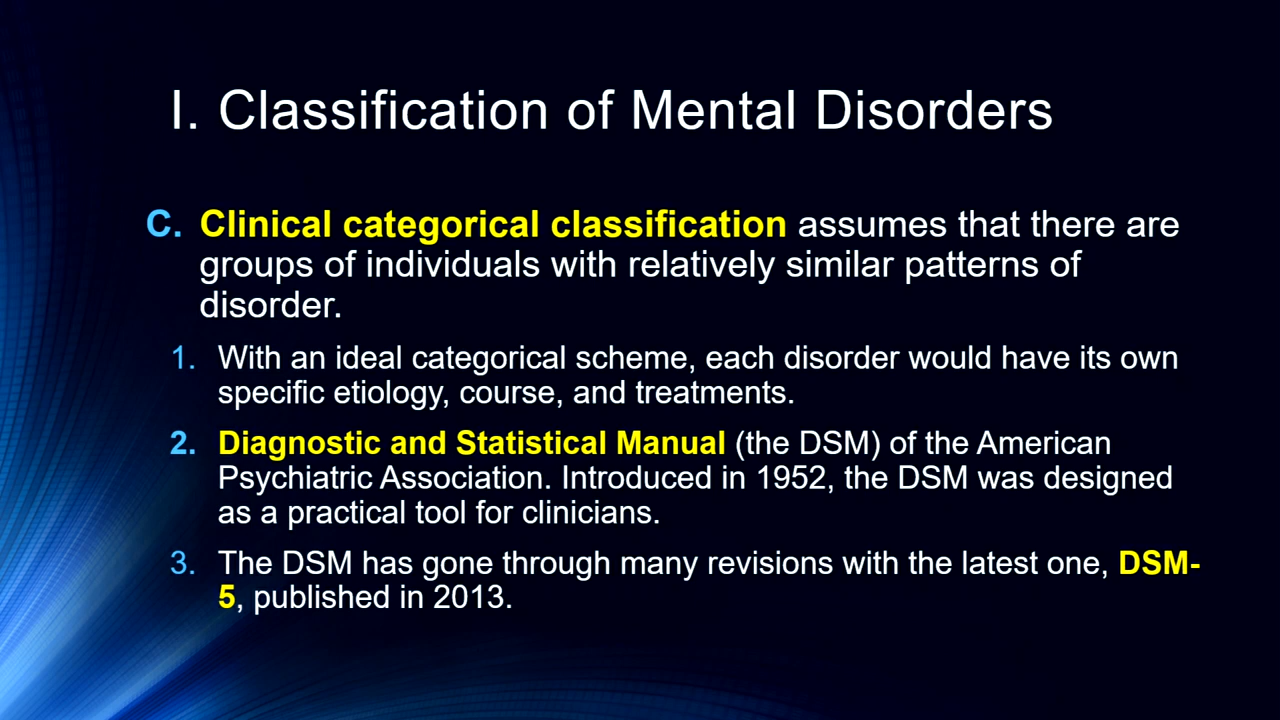 I. Classification of Mental Disorders
C. Clinical categorical classification assumes that there are
groups of individuals with relatively similar patterns of
disorder.
1. With an ideal categorical scheme, each disorder would have its own
specific etiology, course, and treatments.
2. Diagnostic and Statistical Manual (the DSM) of the American
Psychiatric Association. Introduced in 1952, the DSM was designed
as a practical tool for clinicians.
3. The DSM has gone through many revisions with the latest one, DSM-
5, published in 2013.